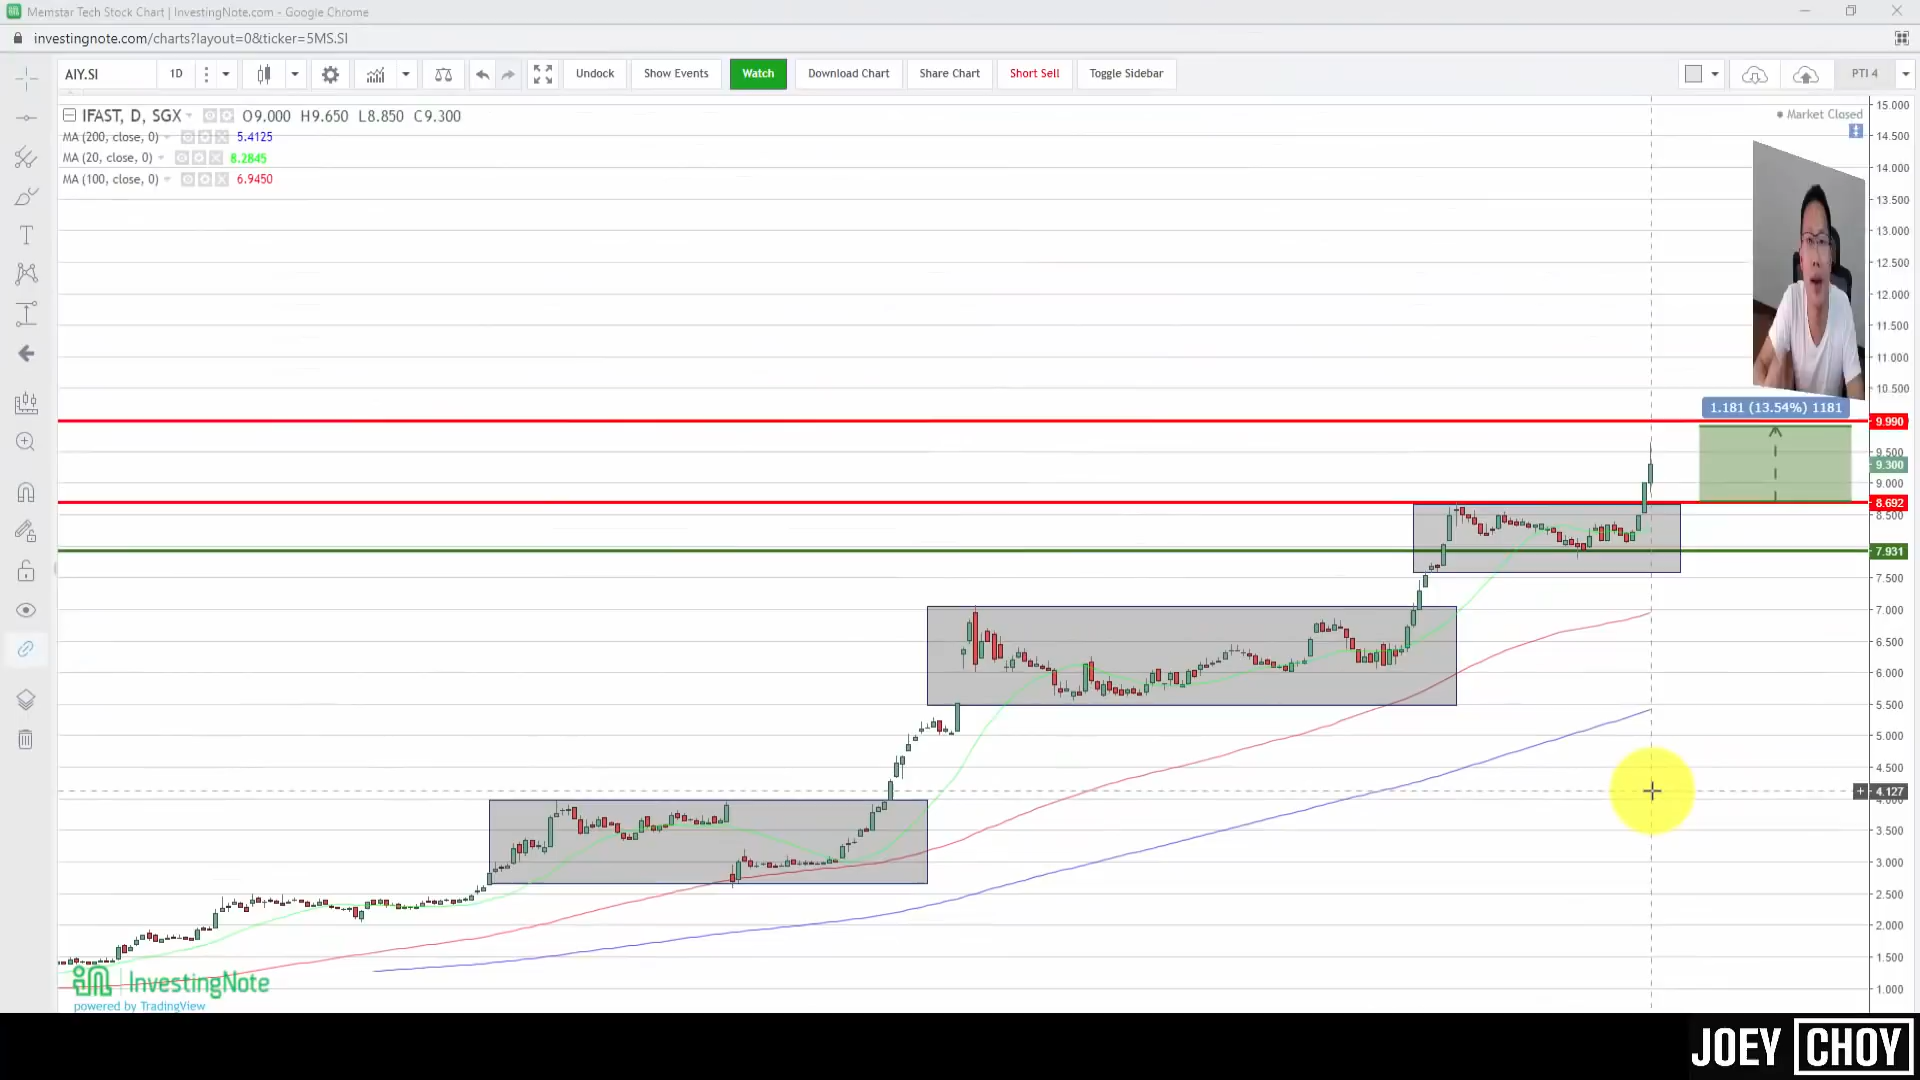 Memstar Tech Stock Chart | InvestingNote.com - Google Chrome
investingnote.com/charts?layout=0&ticker=5MS.SI
AIY.SI 1D Undock Show Events Watch Download Chart Share Chart Short Sell Toggle Sidebar PTI 4
IFAST, D, SGX O9.000 H9.650 L8.850 C9.300
Market Closed
MA (200, close, 0) 5.4125
MA (20, close, 0) 8.2845
MA (100, close, 0) 6.9450
15.000
14.500
14.000
13.500
13.000
12.500
12.000
11.500
11.000
10.500
1.181 (13.54%) 1181
9.990
9.500
9.300
9.000
8.692
8.500
7.931
7.500
7.000
6.500
6.000
5.500
5.000
4.500
4.127
4.000
3.500
3.000
2.500
2.000
1.500
1.000
InvestingNote
powered by TradingView
JOEY CHOY